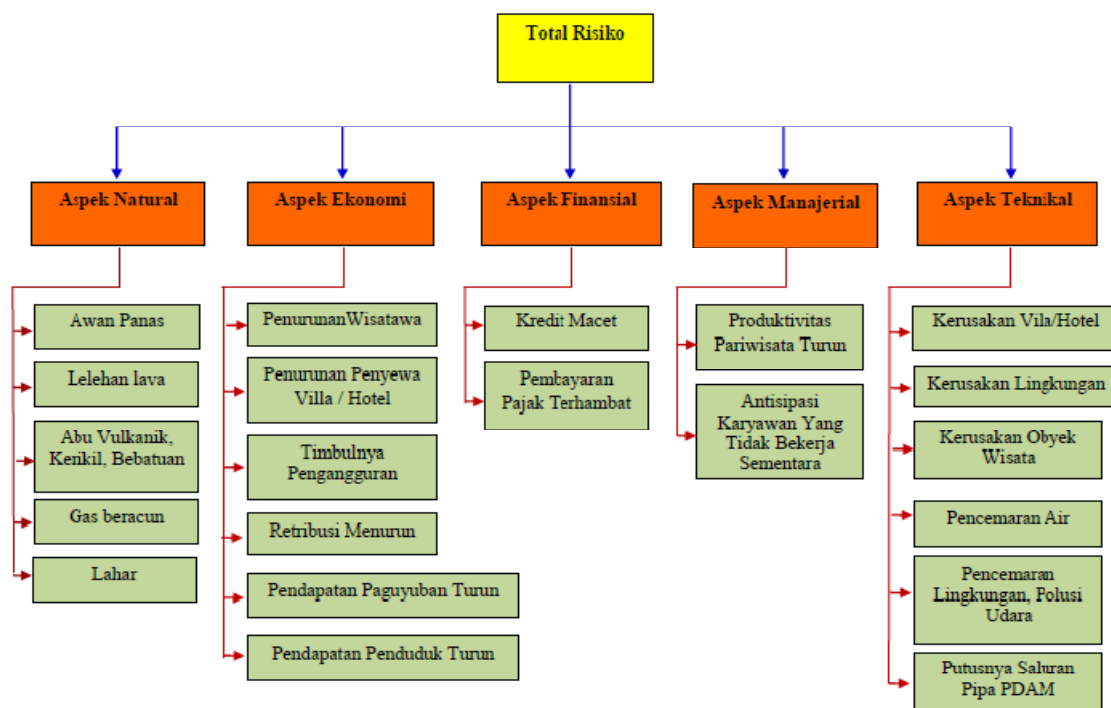 Total Risiko
Aspek Natural
Aspek Ekonomi
Aspek Finansial
Aspek Manajerial
Aspek Teknikal
Awan Panas
Lelehan lava
Abu Vulkanik,
Kerikil, Bebatuan
Gas beracun
Lahar
PenurunanWisatawa
Penurunan Penyewa
Villa / Hotel
Timbulnya
Pengangguran
Retribusi Menurun
Pendapatan Paguyuban Turun
Pendapatan Penduduk Turun
Kredit Macet
Pembayaran
Pajak Terhambat
Produktivitas
Pariwisata Turun
Antisipasi
Karyawan Yang
Tidak Bekerja
Sementara
Kerusakan Vila/Hotel
Kerusakan Lingkungan
Kerusakan Obyek
Wisata
Pencemaran Air
Pencemaran
Lingkungan, Polusi
Udara
Putusnya Saluran
Pipa PDAM